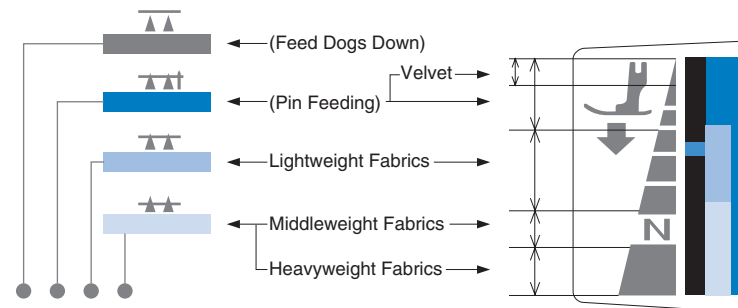 (Feed Dogs Down)
Velvet
(Pin Feeding)
Lightweight Fabrics
Middleweight Fabrics
Heavyweight Fabrics
N